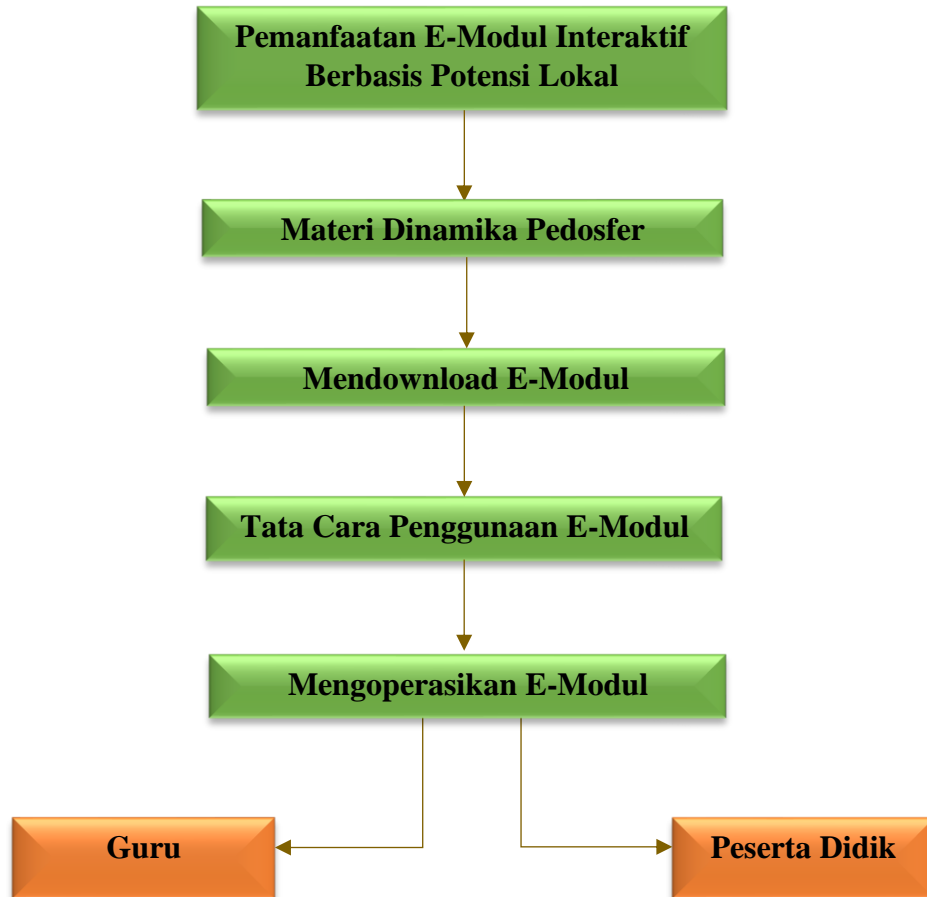 Pemanfaatan E-Modul Interaktif
Berbasis Potensi Lokal
Materi Dinamika Pedosfer
Mendownload E-Modul
Tata Cara Penggunaan E-Modul
Mengoperasikan E-Modul
Guru
Peserta Didik